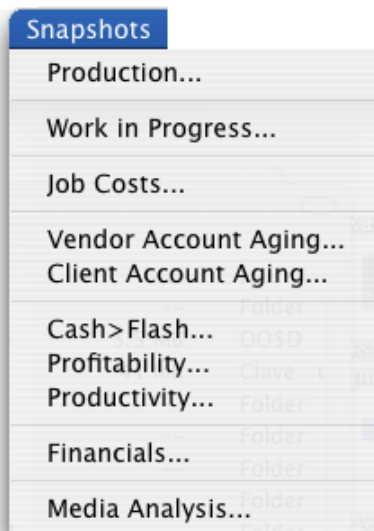 Snapshots
Production...
Work in Progress...
Job Costs...
Vendor Account Aging...
Client Account Aging...
Cash>Flash...
Profitability...
Productivity...
Financials...
Media Analysis...